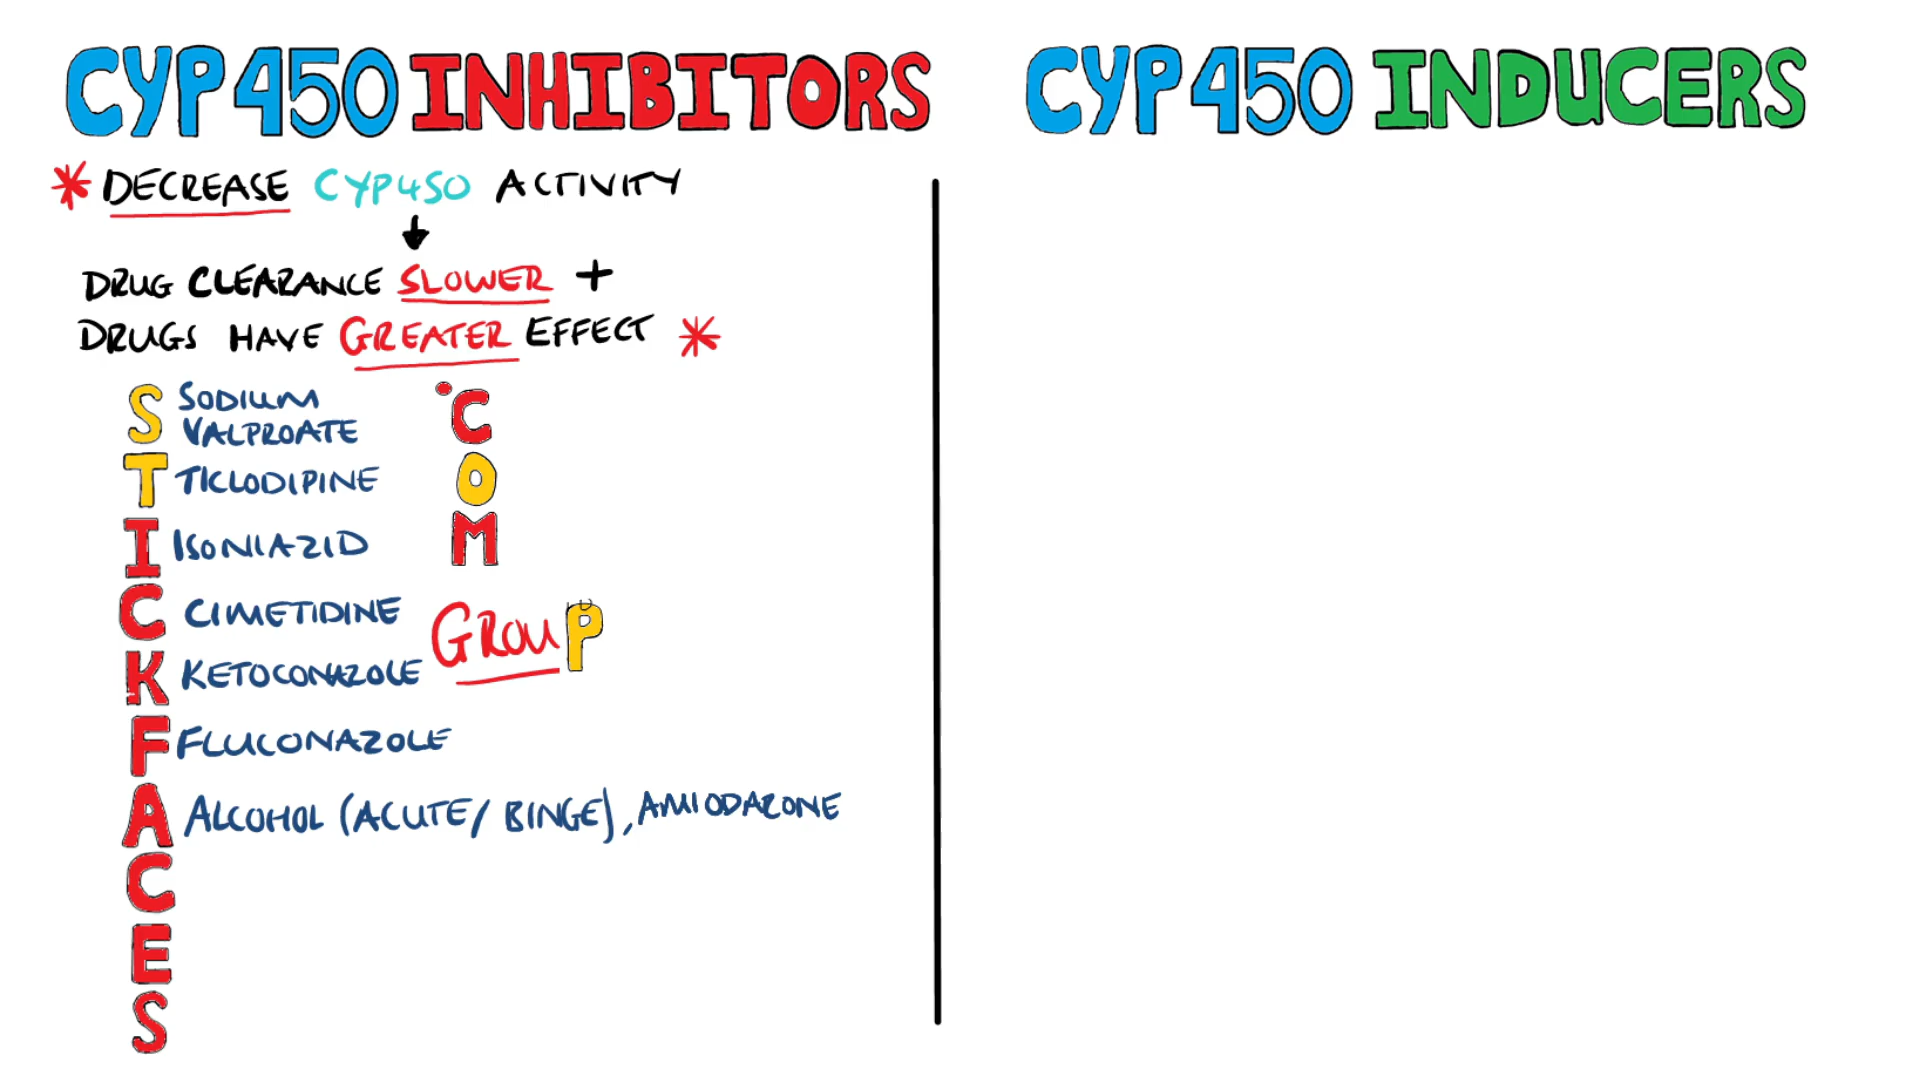 CYP450 INHIBITORS
* DECREASE CYP450 ACTIVITY
DRUG CLEARANCE SLOWER +
DRUGS HAVE GREATER EFFECT *
S SODIUM
VALPROATE
T TICLODIPINE
I ISONIAZID
C CIMETIDINE
K KETOCONAZOLE
F FLUCONAZOLE
A ALCOHOL (ACUTE/ BINGE), AMIODARONE
C
E
S
.C
O
M
GROUP
CYP450 INDUCERS